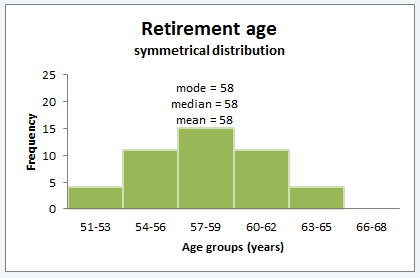 Retirement age
symmetrical distribution
mode = 58
median = 58
mean = 58
Frequency
25
20
15
10
5
0
51-53 54-56 57-59 60-62 63-65 66-68
Age groups (years)